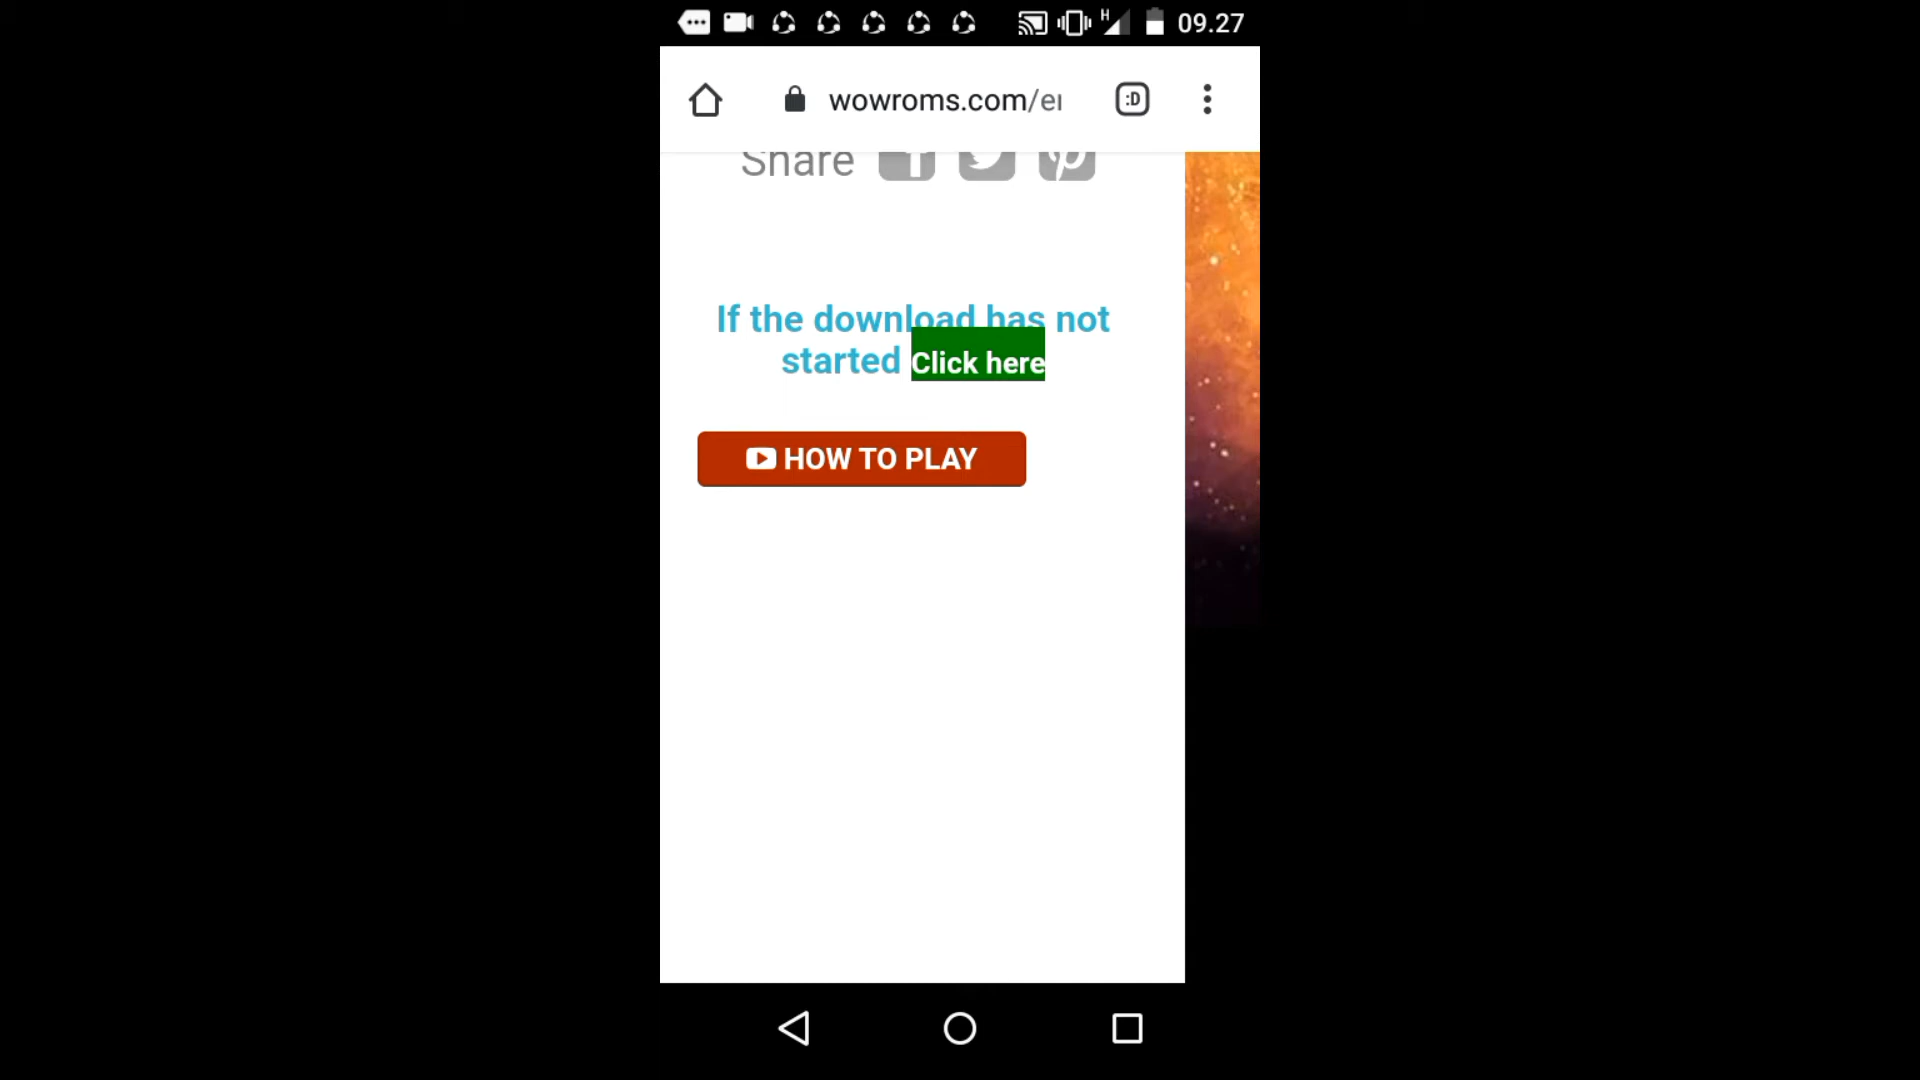 H 09.27
wowroms.com/e
:D
Share
If the download has not
started Click here
HOW TO PLAY